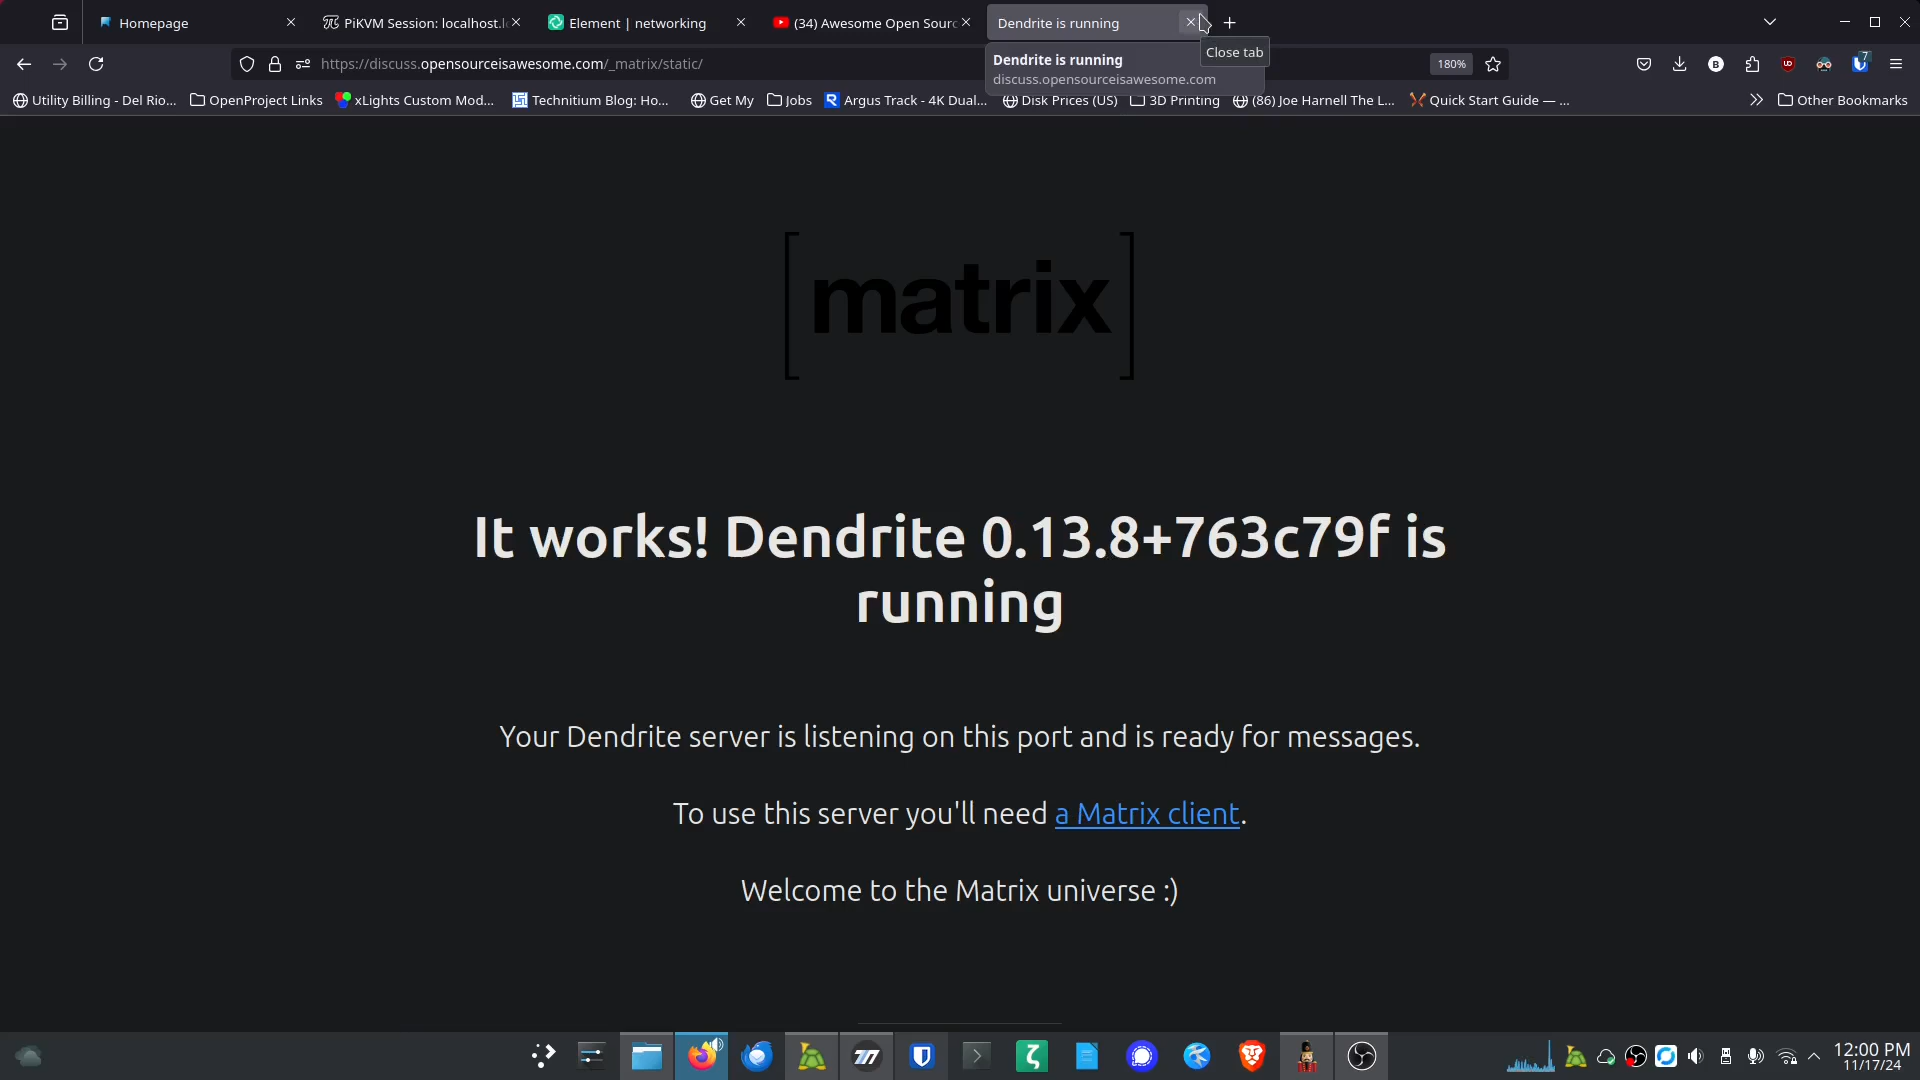 Homepage
PiKVM Session: localhost.l
Element | networking
(34) Awesome Open Sourc
Dendrite is running
Close tab
https://discuss.opensourceisawesome.com/_matrix/static/
Dendrite is running
discuss.opensourceisawesome.com
180%
7
Utility Billing - Del Rio...
OpenProject Links
xLights Custom Mod...
Technitium Blog: Ho...
Get My
Jobs
Argus Track - 4K Dual...
Disk Prices (US)
3D Printing
(86) Joe Harnell The L...
Quick Start Guide — ...
Other Bookmarks
[matrix]
It works! Dendrite 0.13.8+763c79f is
running
Your Dendrite server is listening on this port and is ready for messages.
To use this server you'll need a Matrix client.
Welcome to the Matrix universe :)
12:00 PM
11/17/24